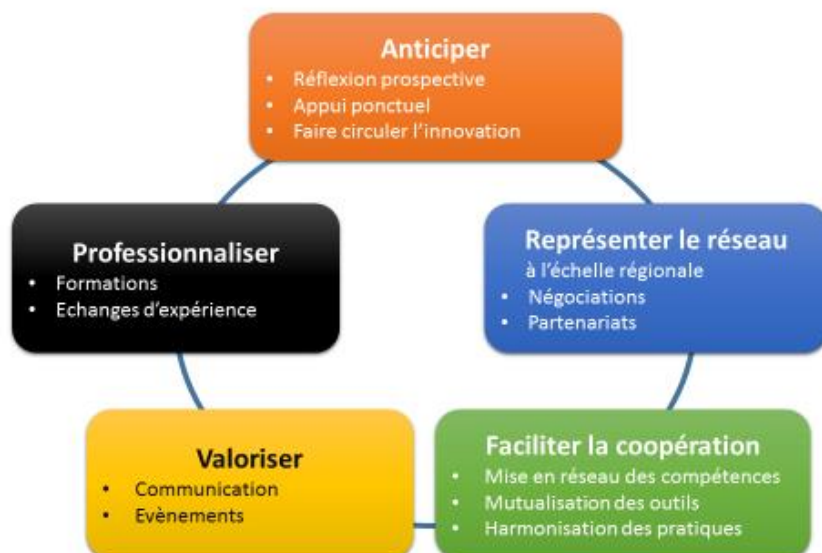 Anticiper
• Réflexion prospective
• Appui ponctuel
• Faire circuler l'innovation
Représenter le réseau
à l'échelle régionale
• Négociations
• Partenariats
Faciliter la coopération
• Mise en réseau des compétences
• Mutualisation des outils
• Harmonisation des pratiques
Valoriser
• Communication
• Evènements
Professionnaliser
• Formations
• Echanges d'expérience